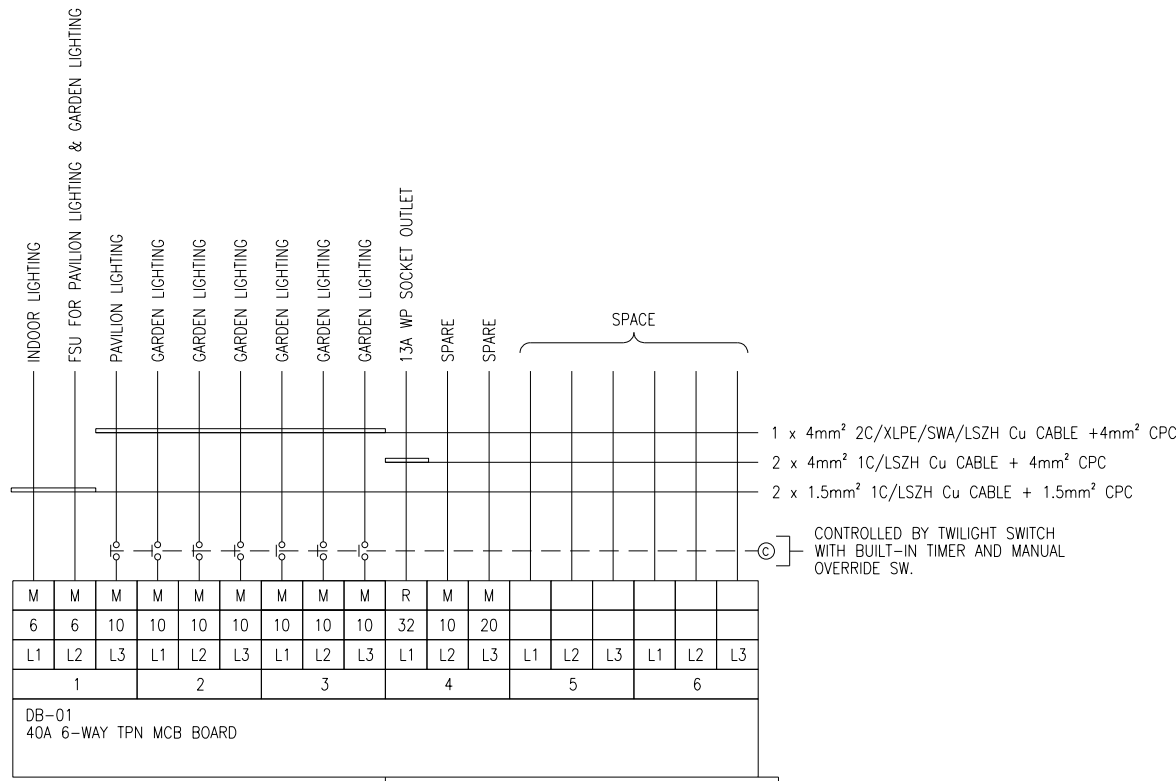 INDOOR LIGHTING
FSU FOR PAVILION LIGHTING & GARDEN LIGHTING
PAVILION LIGHTING
GARDEN LIGHTING
GARDEN LIGHTING
GARDEN LIGHTING
GARDEN LIGHTING
GARDEN LIGHTING
GARDEN LIGHTING
13A WP SOCKET OUTLET
SPARE
SPARE
SPACE
1 x 4mm² 2C/XLPE/SWA/LSZH Cu CABLE +4mm² CPC
2 x 4mm² 1C/LSZH Cu CABLE + 4mm² CPC
2 x 1.5mm² 1C/LSZH Cu CABLE + 1.5mm² CPC
C
CONTROLLED BY TWILIGHT SWITCH
WITH BUILT-IN TIMER AND MANUAL
OVERRIDE SW.
M M M M M M M M M R M M
6 6 10 10 10 10 10 10 10 32 10 20
L1 L2 L3 L1 L2 L3 L1 L2 L3 L1 L2 L3 L1 L2 L3 L1 L2 L3
1 2 3 4 5 6
DB-01
40A 6-WAY TPN MCB BOARD